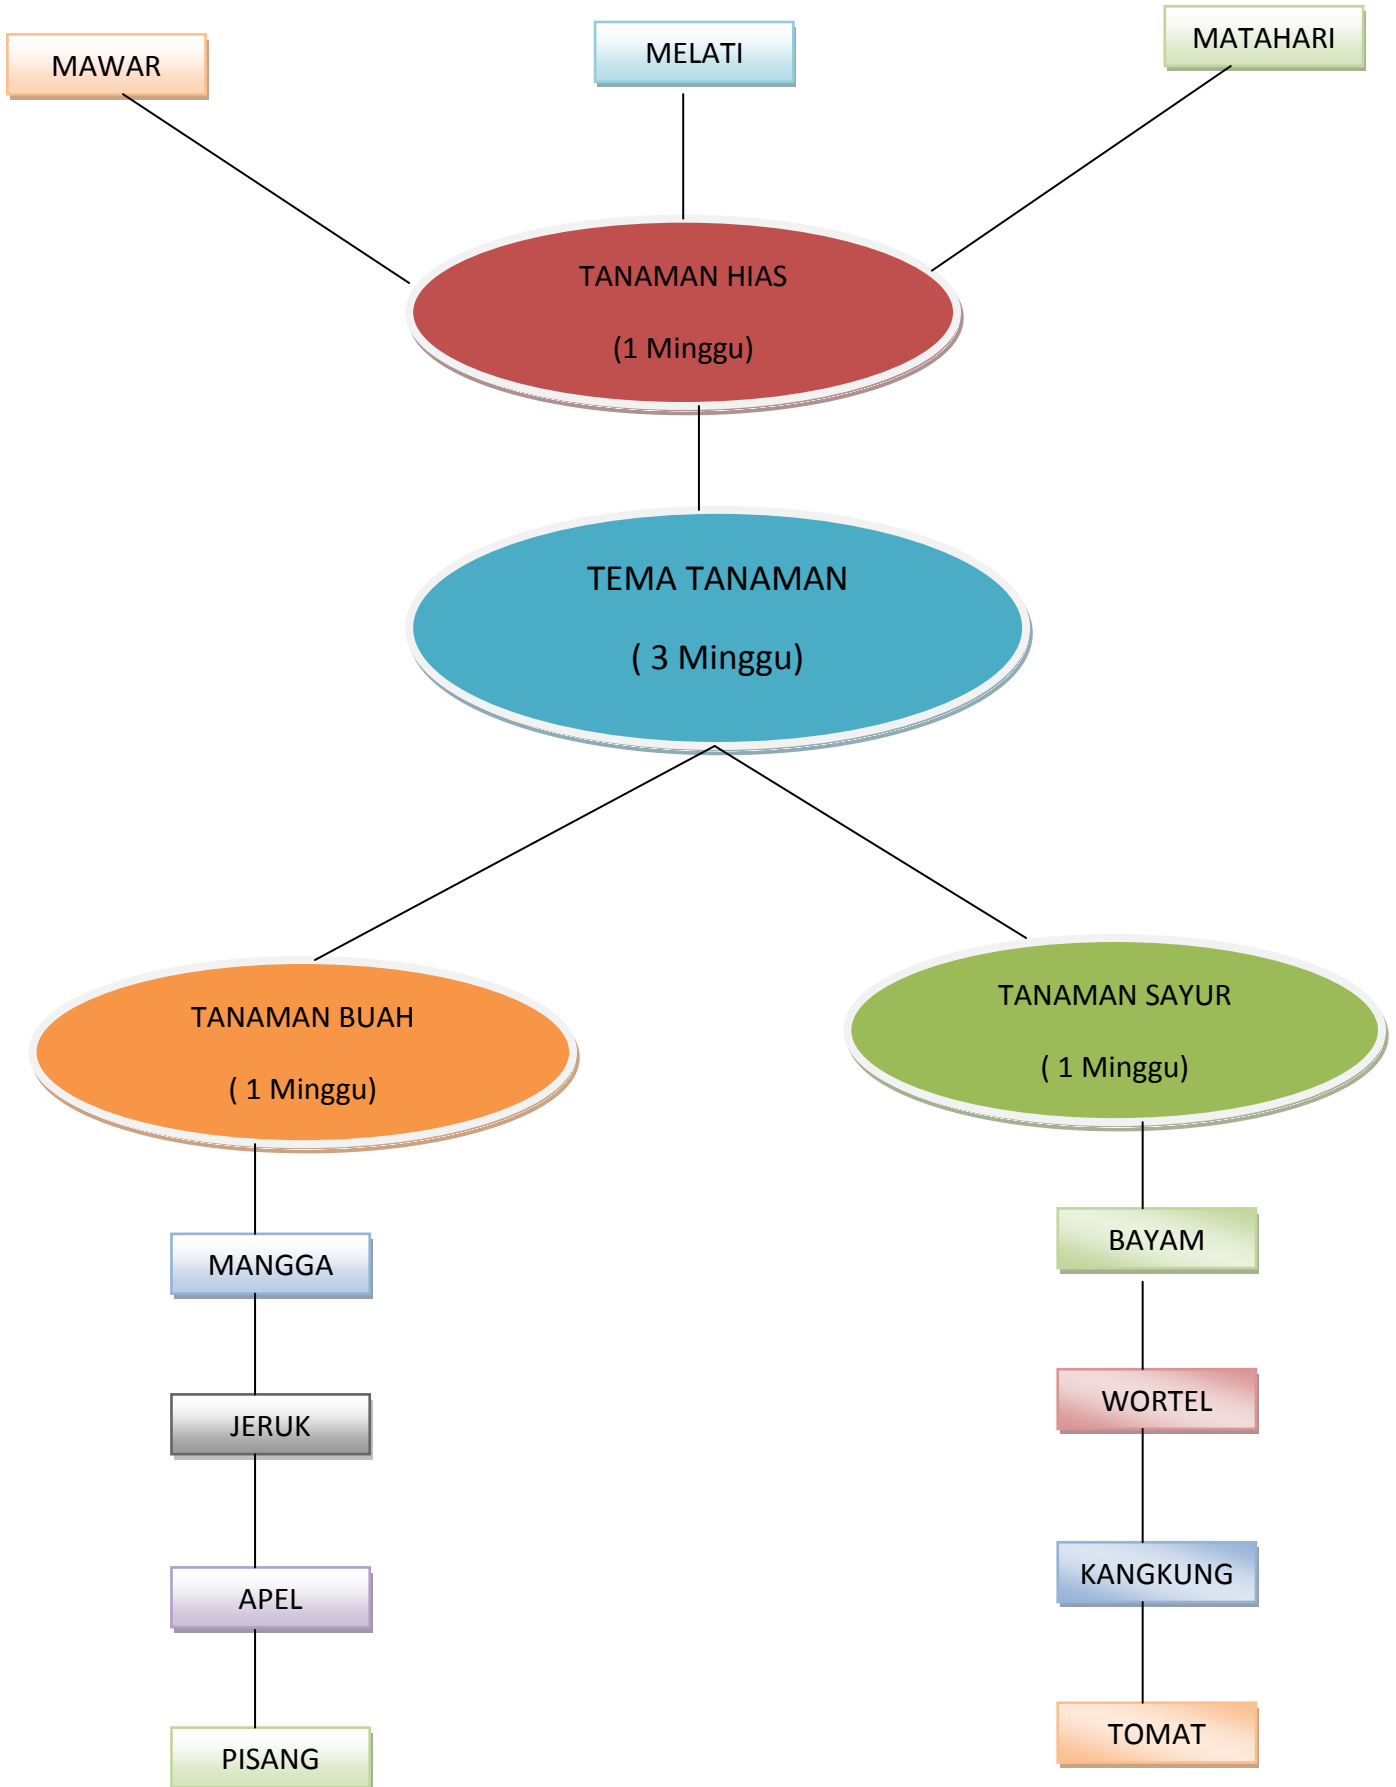 MAWAR
MELATI
MATAHARI
TANAMAN HIAS
(1 Minggu)
TEMA TANAMAN
( 3 Minggu)
TANAMAN BUAH
( 1 Minggu)
MANGGA
JERUK
APEL
PISANG
TANAMAN SAYUR
( 1 Minggu)
BAYAM
WORTEL
KANGKUNG
TOMAT